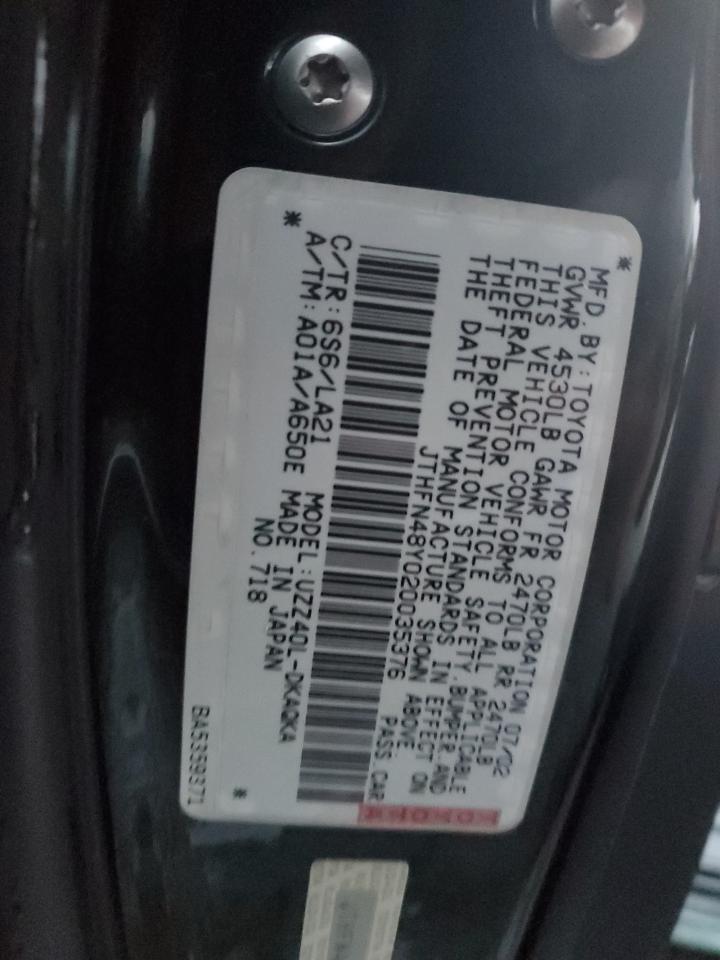 MFD. BY: TOYOTA MOTOR CORPORATION 07/02
GVWR 4530LB GAWR FR 2470LB RR 2470LB
THIS VEHICLE CONFORMS TO ALL APPLICABLE
FEDERAL MOTOR VEHICLE SAFETY, BUMPER, AND
THEFT PREVENTION STANDARDS IN EFFECT ON
THE DATE OF MANUFACTURE SHOWN ABOVE.
JTHFN48Y020035376 PASS. CAR
C/TR: 6S6/LA21 MODEL: UZZ40L-DKAQKA
A/TM: A01A/A650E MADE IN JAPAN
NO. 718
BA5359371